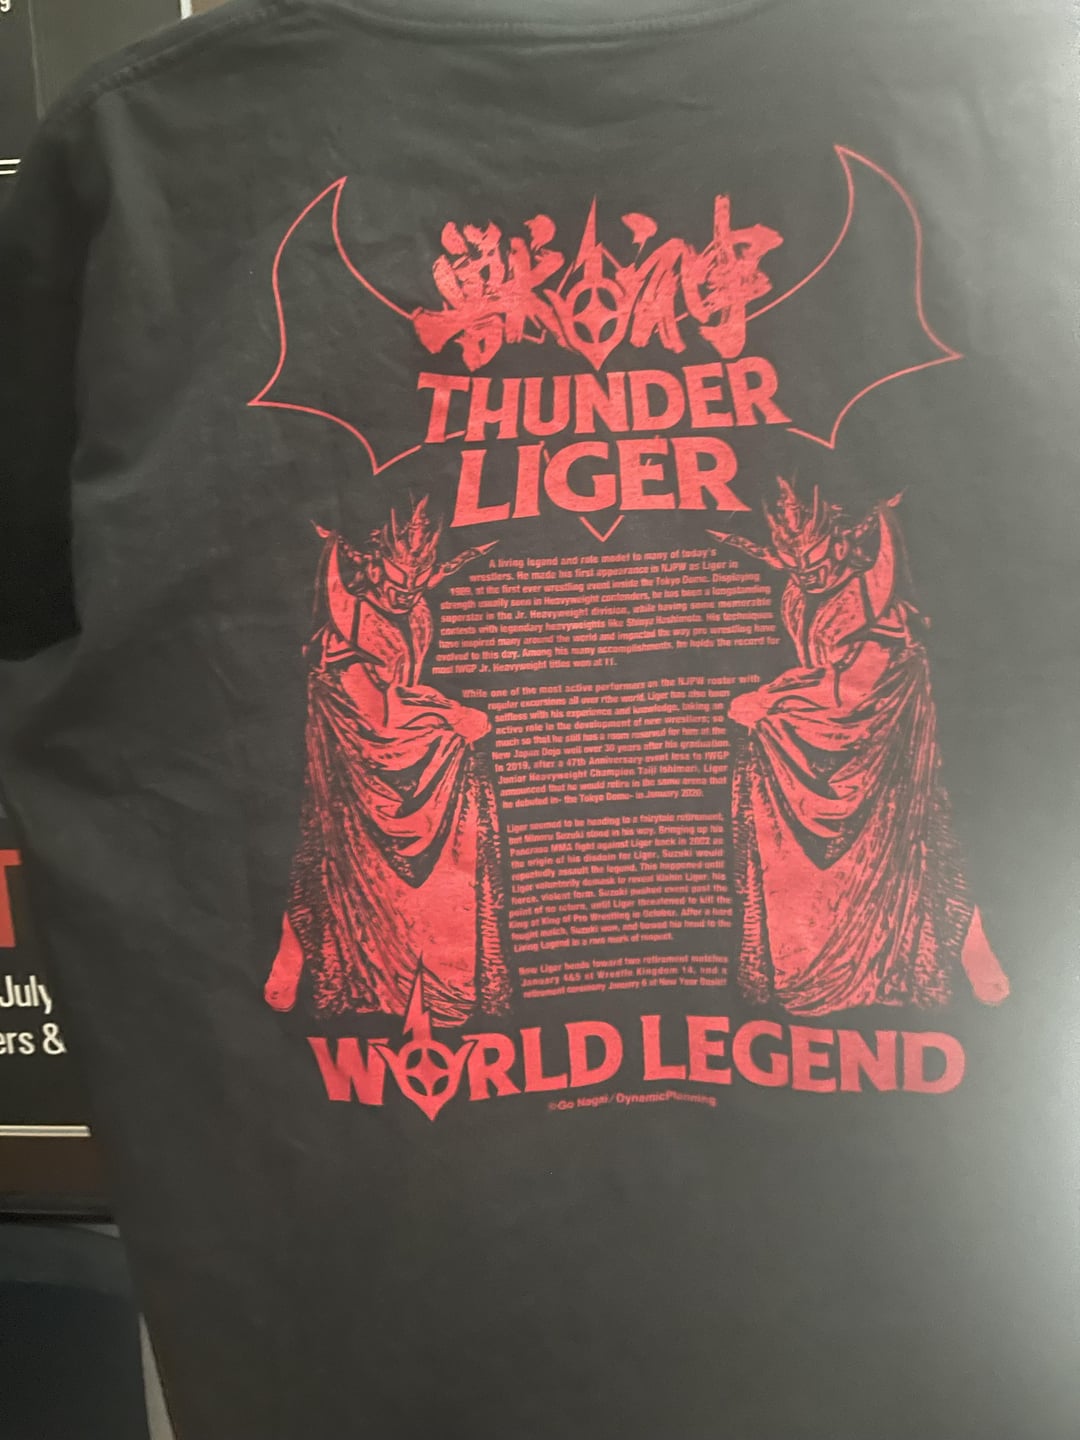 獣神
THUNDER
LIGER
A living legend and role model to many of today's
wrestlers. He made his first appearance in NJPW as Liger in
1989, at the first ever wrestling event inside the Tokyo Dome. Displaying
strength usually seen in Heavyweight contenders, he has been a longstanding
superstar in the Jr. Heavyweight division, while having some memorable
contests with legendary heavyweights like Shinya Hashimoto. His techniques
have inspired many around the world and impacted the way pro wrestling have
evolved to this day. Among his many accomplishments, he holds the record for
most IWGP Jr. Heavyweight titles won at 11.
While one of the most active performers on the NJPW roster with
regular excursions all over the world, Liger has also been
selfless with his experience and knowledge, taking an
active role in the development of new wrestlers; so
much so that he still has a room reserved for him at the
New Japan Dojo well over 30 years after his graduation.
In 2019, after a 47th Anniversary event loss to IWGP
Junior Heavyweight Champion Taiji Ishimori, Liger
announced that he would retire in the same arena that
he debuted in- the Tokyo Dome- in January 2020.
Liger seemed to be heading to a fairytale retirement,
but Minoru Suzuki stood in his way. Bringing up his
Pancrase MMA fight against Liger back in 2002 as
the origin of his disdain for Liger, Suzuki would
repeatedly assault the legend. This happened until
Liger voluntarily demask to reveal Kishin Liger, his
fierce, violent form. Suzuki pushed event past the
point of no return, until Liger threatened to kill the
King at King of Pro Wrestling in October. After a hard
fought match, Suzuki won, and bowed his head to the
Living Legend in a rare mark of respect.
Now Liger heads toward two retirement matches
January 4&5 at Wrestle Kingdom 14, and a
retirement ceremony January 6 at New Year Dash!!
WORLD LEGEND
©Go Nagai/DynamicPlanning
July
ers &